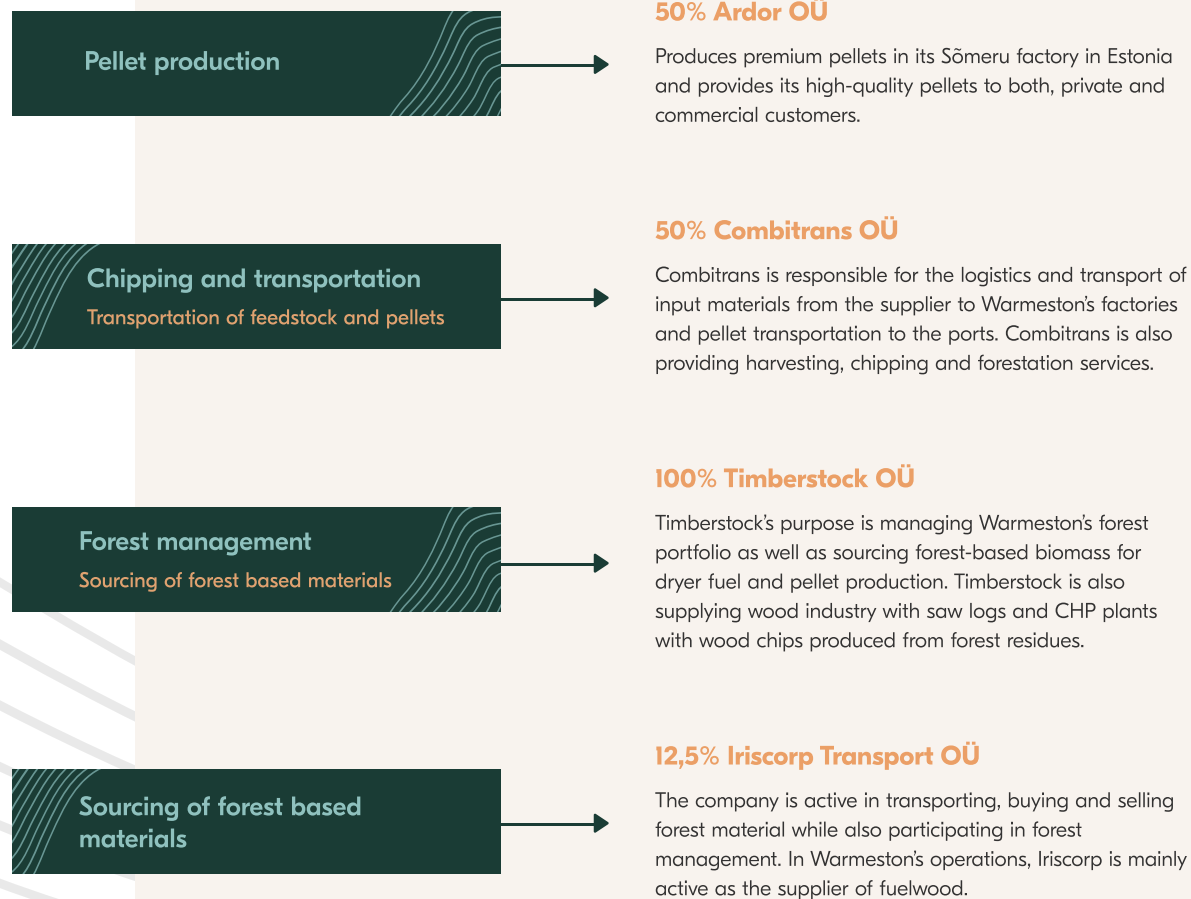 50% Ardor OÜ
Pellet production
Produces premium pellets in its Sõmeru factory in Estonia
and provides its high-quality pellets to both, private and
commercial customers.
50% Combitrans OÜ
Chipping and transportation
Transportation of feedstock and pellets
Combitrans is responsible for the logistics and transport of
input materials from the supplier to Warmeston's factories
and pellet transportation to the ports. Combitrans is also
providing harvesting, chipping and forestation services.
100% Timberstock OÜ
Forest management
Sourcing of forest based materials
Timberstock's purpose is managing Warmeston's forest
portfolio as well as sourcing forest-based biomass for
dryer fuel and pellet production. Timberstock is also
supplying wood industry with saw logs and CHP plants
with wood chips produced from forest residues.
12,5% Iriscorp Transport OÜ
Sourcing of forest based
materials
The company is active in transporting, buying and selling
forest material while also participating in forest
management. In Warmeston's operations, Iriscorp is mainly
active as the supplier of fuelwood.